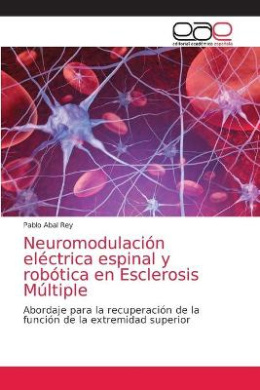 eae
editorial académica española
Pablo Abal Rey
Neuromodulación
eléctrica espinal y
robótica en Esclerosis
Múltiple
Abordaje para la recuperación de la
función de la extremidad superior